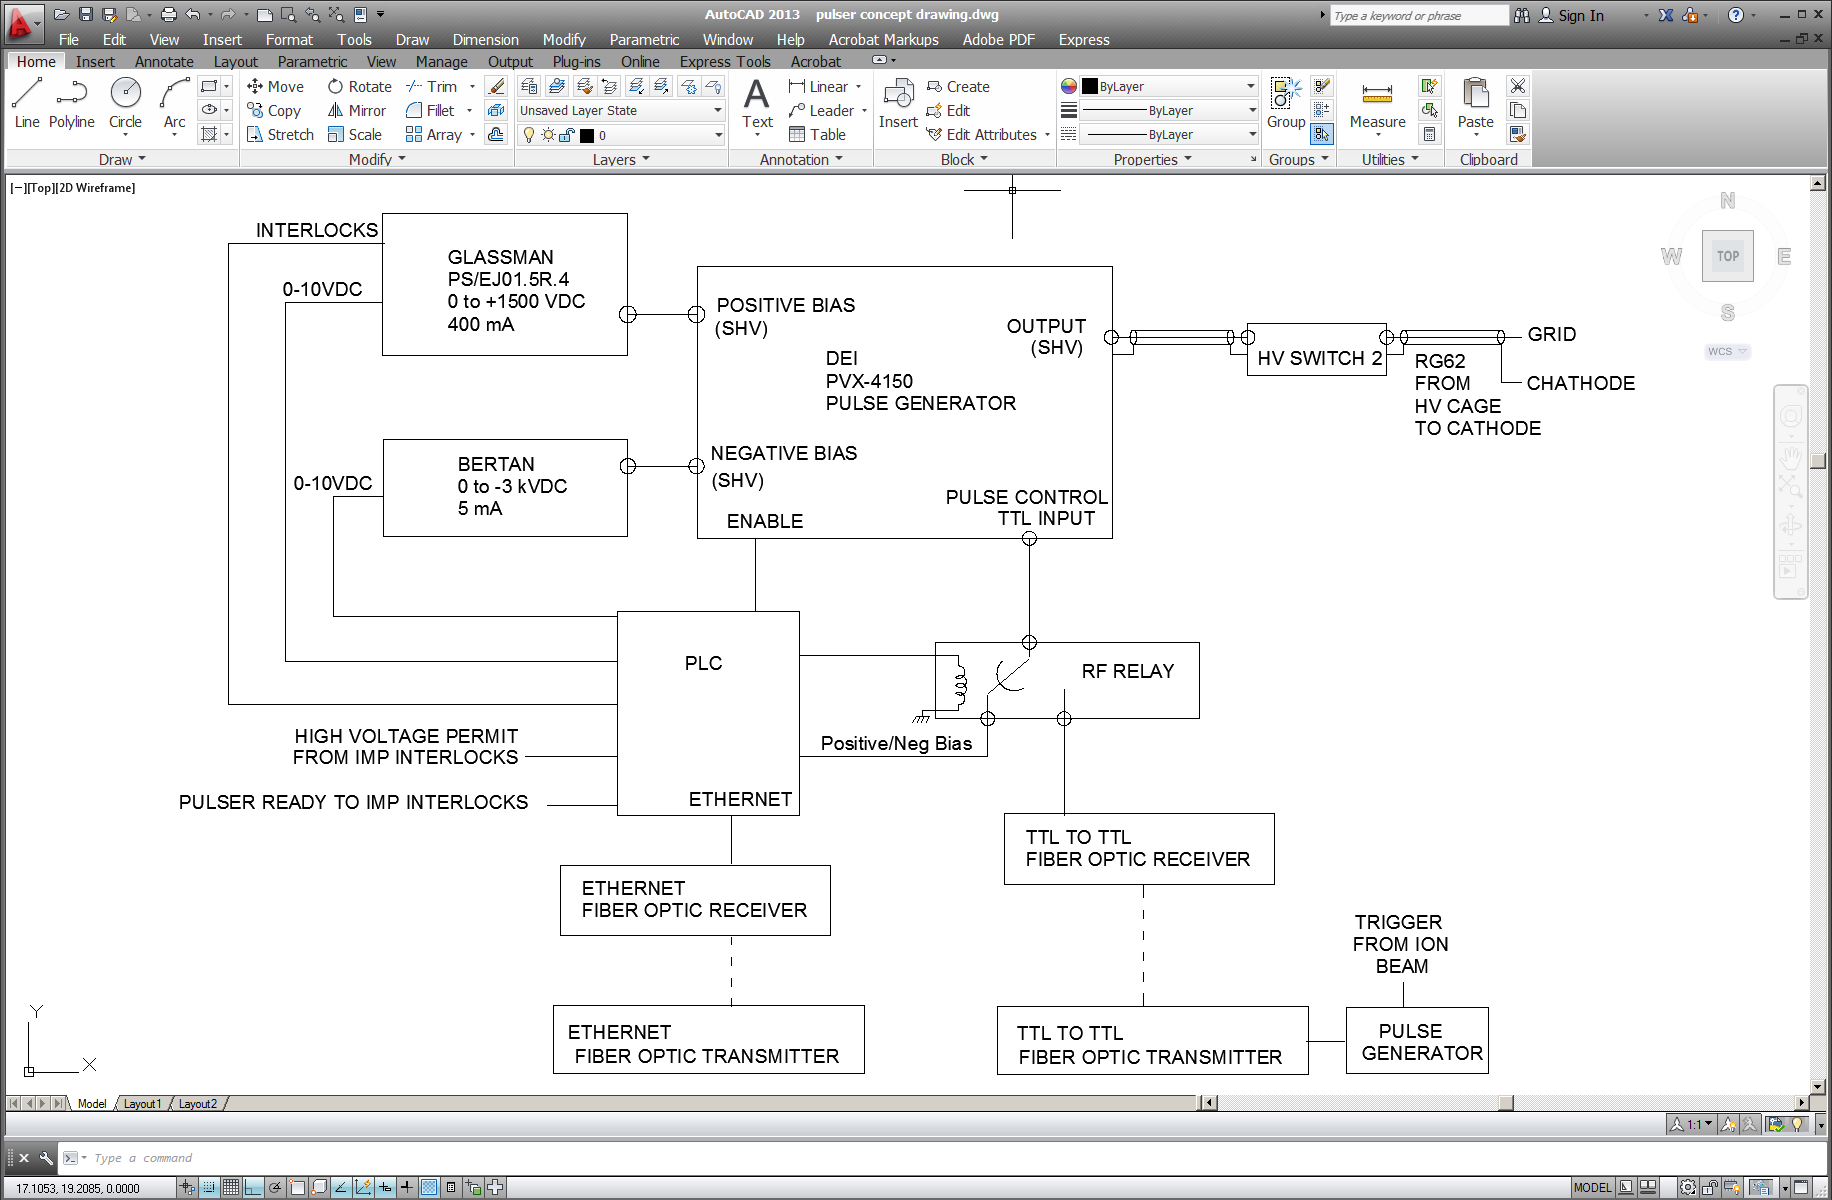 AutoCAD 2013 pulser concept drawing.dwg
Type a keyword or phrase
Sign In
File Edit View Insert Format Tools Draw Dimension Modify Parametric Window Help Acrobat Markups Adobe PDF Express
Home Insert Annotate Layout Parametric View Manage Output Plug-ins Online Express Tools Acrobat
Line Polyline Circle Arc
Move Rotate Trim
Copy Mirror Fillet
Stretch Scale Array
Unsaved Layer State
0
Text
Linear
Leader
Table
Insert
Create
Edit
Edit Attributes
ByLayer
ByLayer
ByLayer
Group
Measure
Paste
Draw Modify Layers Annotation Block Properties Groups Utilities Clipboard
[−][Top][2D Wireframe]
N
W TOP E
S
WCS
INTERLOCKS
0-10VDC
GLASSMAN
PS/EJ01.5R.4
0 to +1500 VDC
400 mA
POSITIVE BIAS
(SHV)
OUTPUT
(SHV)
DEI
PVX-4150
PULSE GENERATOR
HV SWITCH 2
GRID
RG62
FROM
HV CAGE
TO CATHODE
CHATHODE
0-10VDC
BERTAN
0 to -3 kVDC
5 mA
NEGATIVE BIAS
(SHV)
ENABLE
PULSE CONTROL
TTL INPUT
PLC
RF RELAY
HIGH VOLTAGE PERMIT
FROM IMP INTERLOCKS
Positive/Neg Bias
PULSER READY TO IMP INTERLOCKS
ETHERNET
TTL TO TTL
FIBER OPTIC RECEIVER
ETHERNET
FIBER OPTIC RECEIVER
TRIGGER
FROM ION
BEAM
ETHERNET
FIBER OPTIC TRANSMITTER
TTL TO TTL
FIBER OPTIC TRANSMITTER
PULSE
GENERATOR
Y
X
Model Layout1 Layout2
1:1
Type a command
17.1053, 19.2085, 0.0000
MODEL